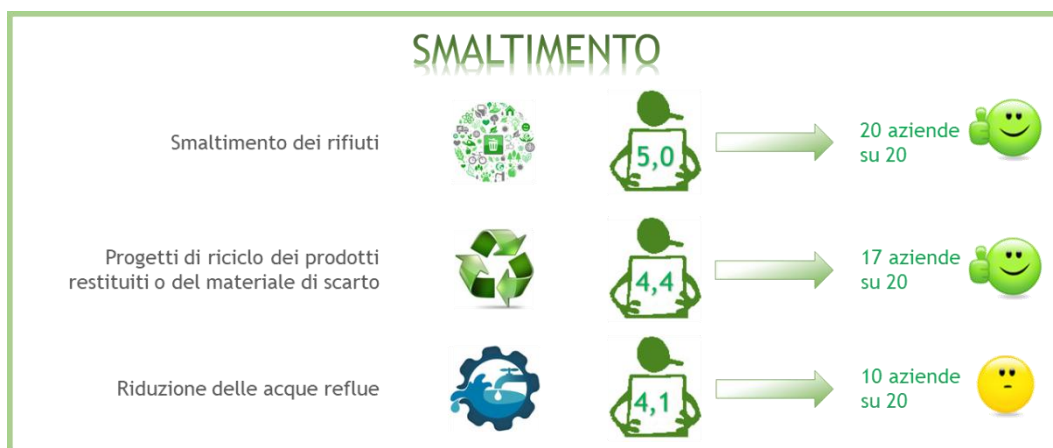 SMALTIMENTO
Smaltimento dei rifiuti
5,0
20 aziende
su 20
Progetti di riciclo dei prodotti
restituiti o del materiale di scarto
4,4
17 aziende
su 20
Riduzione delle acque reflue
4,1
10 aziende
su 20